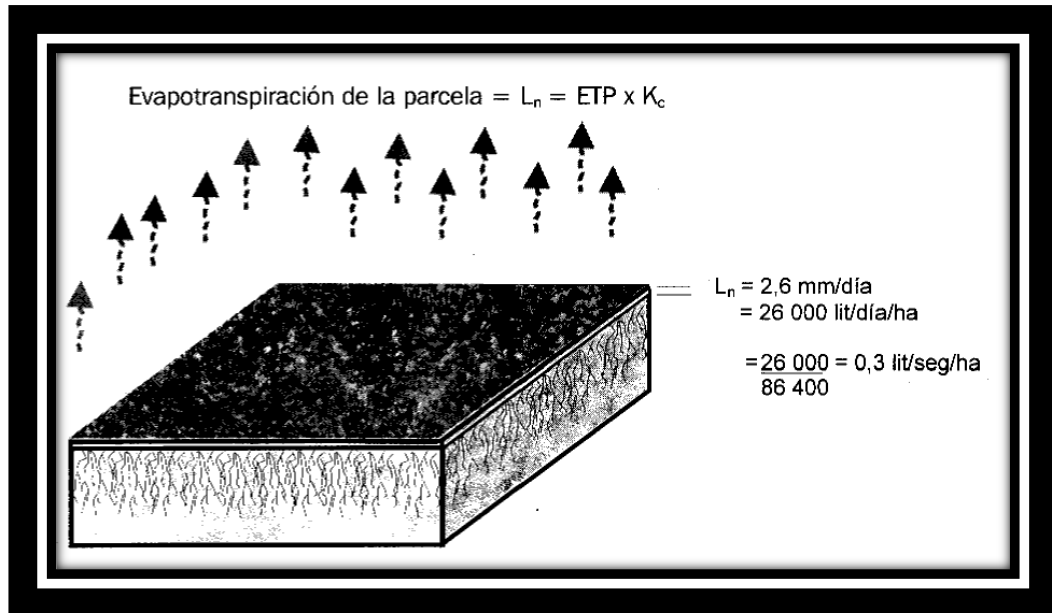 Evapotranspiración de la parcela = Lₙ = ETP x K꜀
Lₙ = 2,6 mm/día
= 26 000 lit/día/ha
= 26 000 = 0,3 lit/seg/ha
86 400